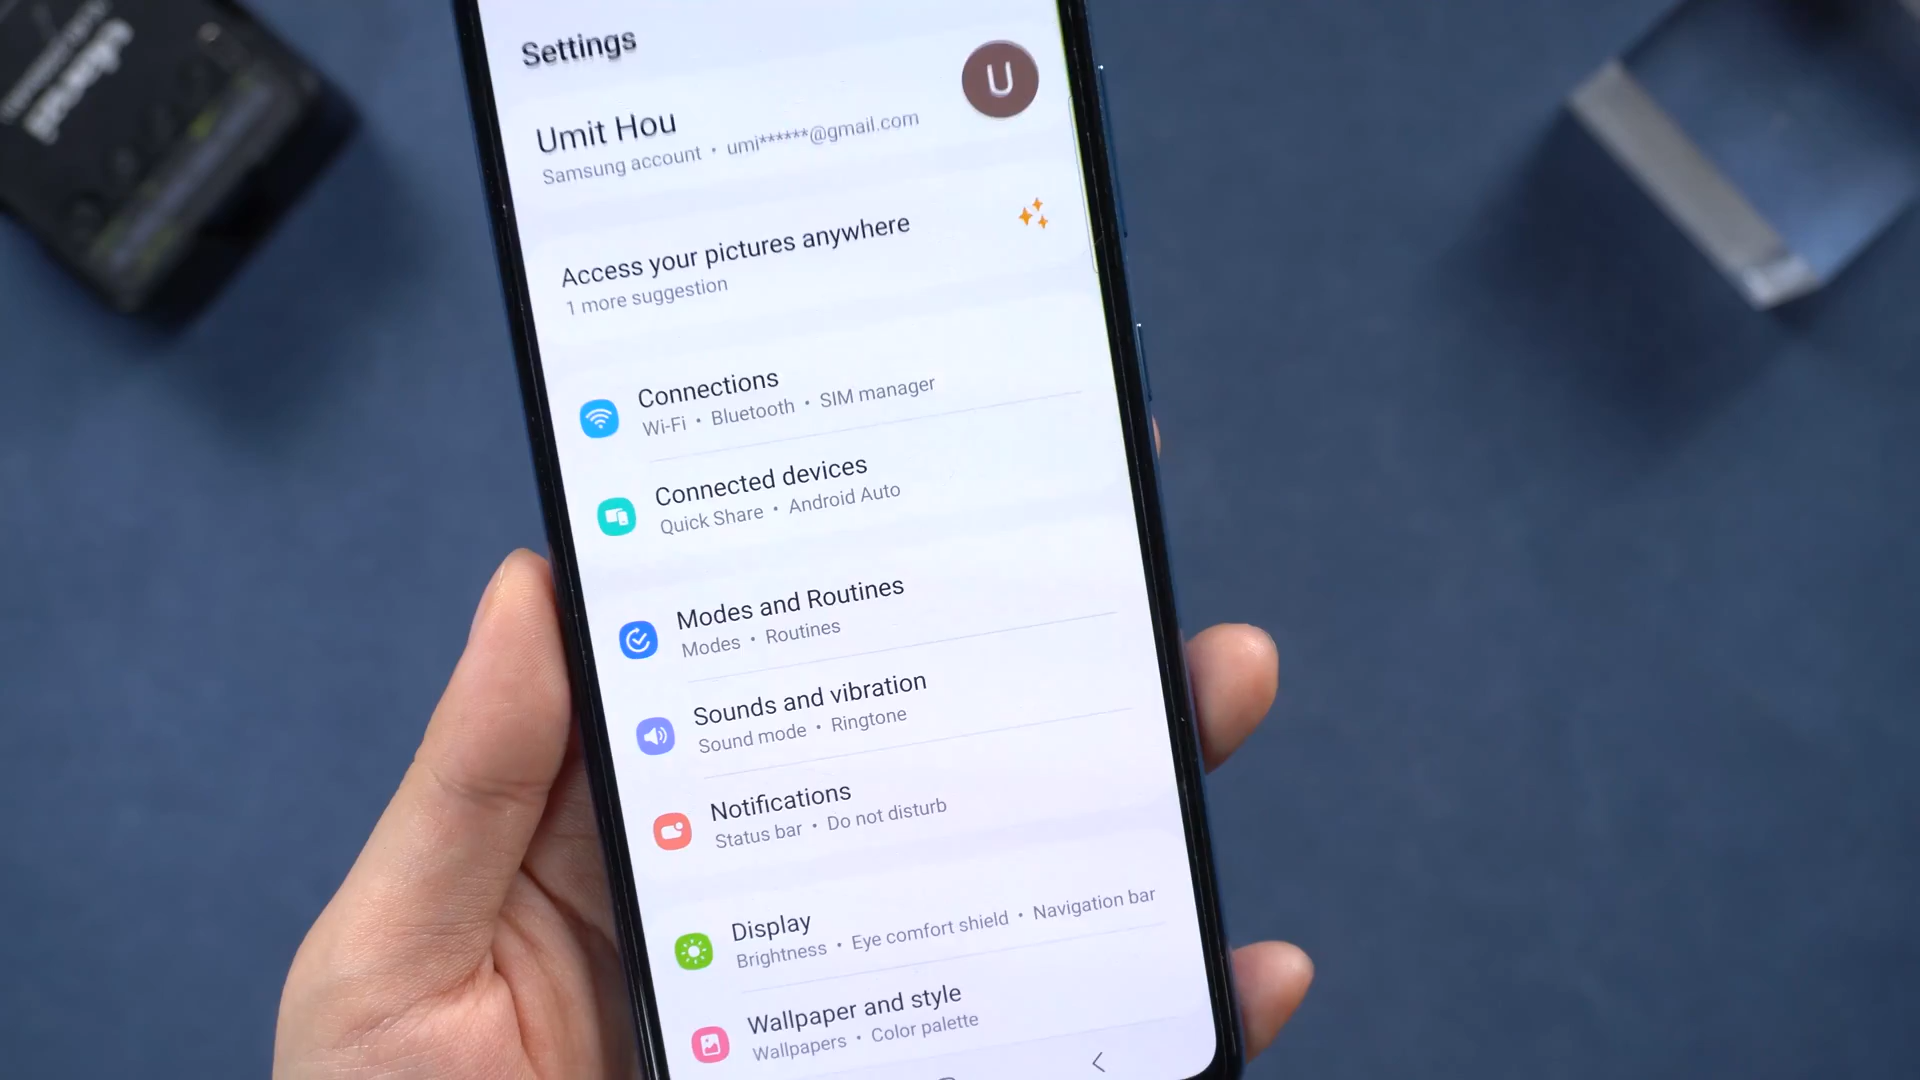 Settings
Umit Hou
Samsung account • umi******@gmail.com
U
Access your pictures anywhere
1 more suggestion
Connections
Wi-Fi • Bluetooth • SIM manager
Connected devices
Quick Share • Android Auto
Modes and Routines
Modes • Routines
Sounds and vibration
Sound mode • Ringtone
Notifications
Status bar • Do not disturb
Display
Brightness • Eye comfort shield • Navigation bar
Wallpaper and style
Wallpapers • Color palette